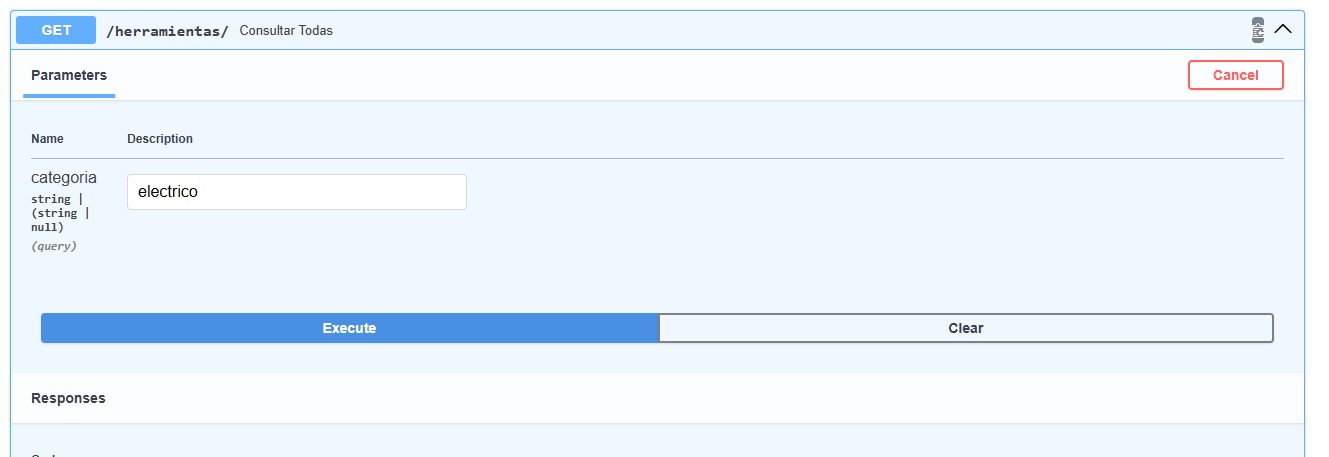 GET /herramientas/ Consultar Todas
Parameters
Cancel
Name Description
categoria
string |
(string |
null)
(query)
electrico
Execute Clear
Responses